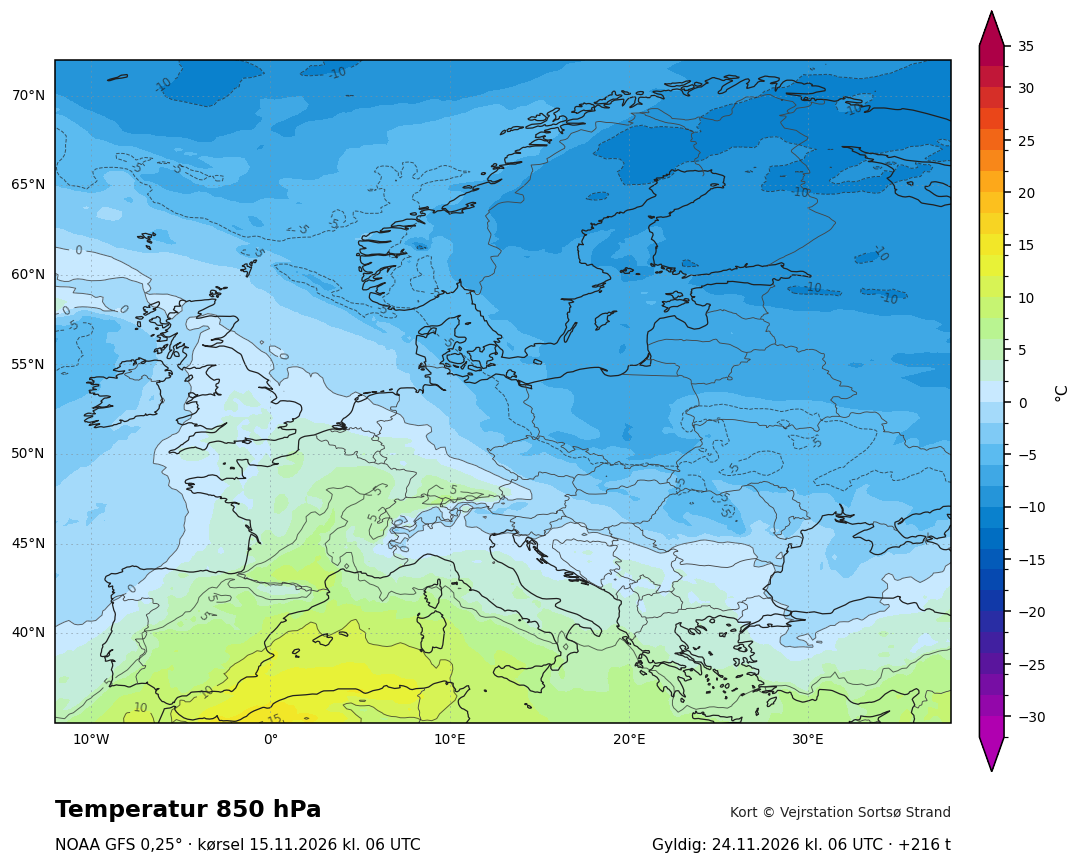 35
30
25
20
15
10
5
0
−5
−10
−15
−20
−25
−30
°C
70°N
65°N
60°N
55°N
50°N
45°N
40°N
10°W
0°
10°E
20°E
30°E
Temperatur 850 hPa
Kort © Vejrstation Sortsø Strand
NOAA GFS 0,25° · kørsel 15.11.2026 kl. 06 UTC
Gyldig: 24.11.2026 kl. 06 UTC · +216 t